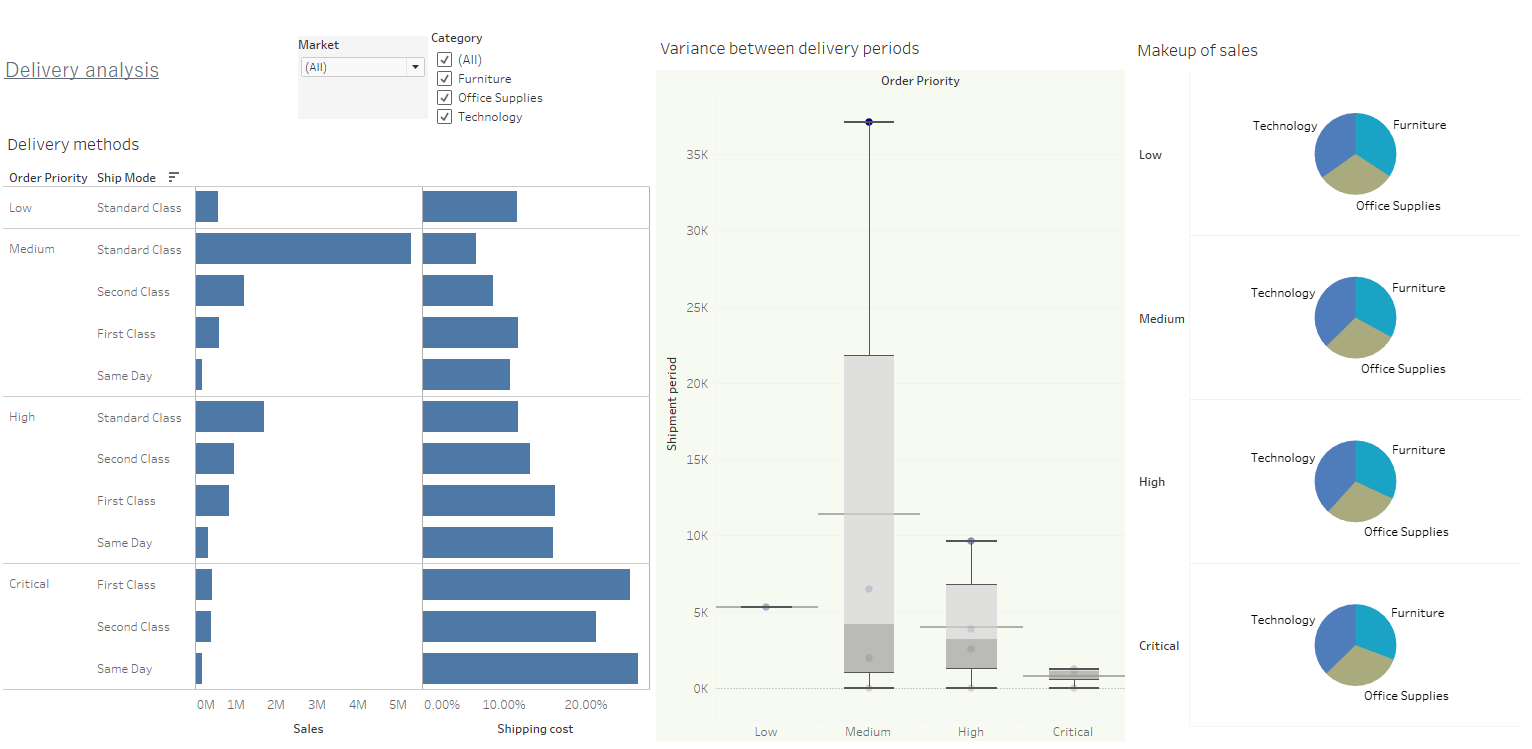 Delivery analysis
Market
(All)
Category
(All)
Furniture
Office Supplies
Technology
Delivery methods
Order Priority Ship Mode
Low Standard Class
Medium Standard Class
Second Class
First Class
Same Day
High Standard Class
Second Class
First Class
Same Day
Critical First Class
Second Class
Same Day
0M 1M 2M 3M 4M 5M 0.00% 10.00% 20.00%
Sales Shipping cost
Variance between delivery periods
Order Priority
Shipment period
35K
30K
25K
20K
15K
10K
5K
0K
Low Medium High Critical
Makeup of sales
Low
Technology Furniture
Office Supplies
Medium
Technology Furniture
Office Supplies
High
Technology Furniture
Office Supplies
Critical
Technology Furniture
Office Supplies